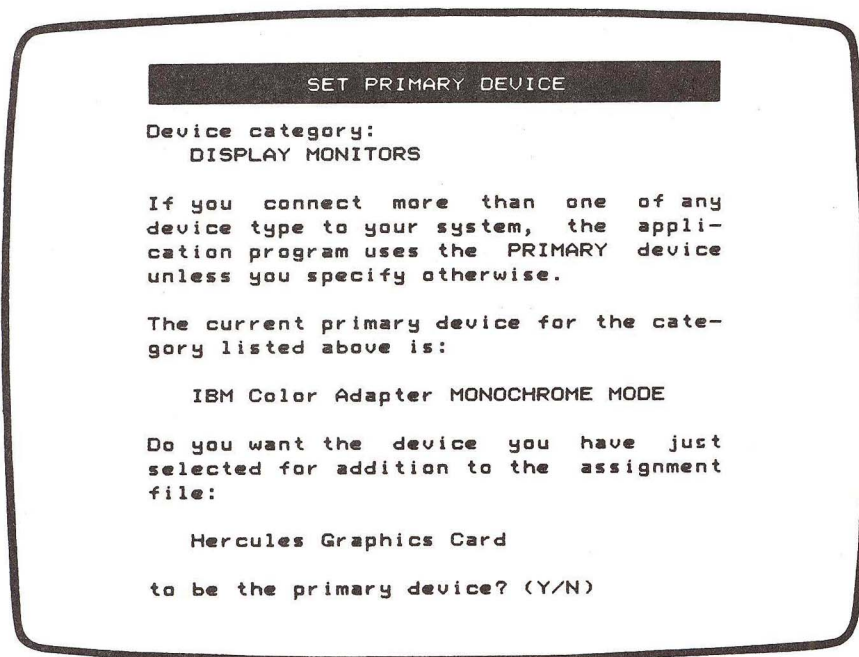 SET PRIMARY DEVICE
Device category:
DISPLAY MONITORS
If you connect more than one of any
device type to your system, the appli-
cation program uses the PRIMARY device
unless you specify otherwise.
The current primary device for the cate-
gory listed above is:
IBM Color Adapter MONOCHROME MODE
Do you want the device you have just
selected for addition to the assignment
file:
Hercules Graphics Card
to be the primary device? (Y/N)